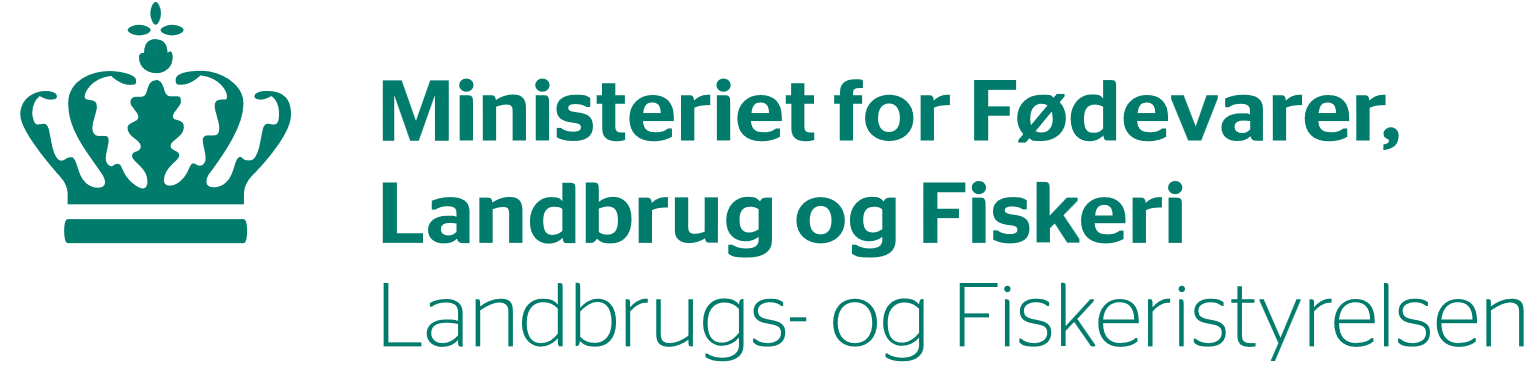 Ministeriet for Fødevarer,
Landbrug og Fiskeri
Landbrugs- og Fiskeristyrelsen